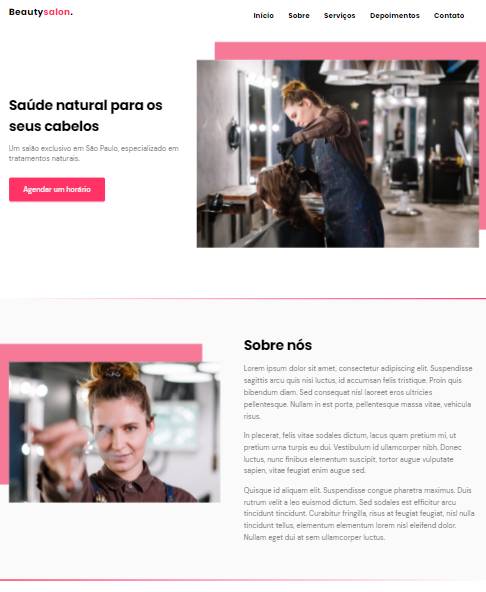 Beautysalon.
Início Sobre Serviços Depoimentos Contato
Saúde natural para os
seus cabelos
Um salão exclusivo em São Paulo, especializado em
tratamentos naturais.
Agendar um horário
Sobre nós
Lorem ipsum dolor sit amet, consectetur adipiscing elit. Suspendisse
sagittis arcu quis nisi luctus, id accumsan felis tristique. Proin quis
bibendum diam. Sed consequat nisl laoreet eros ultricies
pellentesque. Nullam in est porta, pellentesque massa vitae, vehicula
risus.
In placerat, felis vitae sodales dictum, lacus quam pretium mi, ut
pretium urna turpis eu dui. Vestibulum id ullamcorper nibh. Donec
luctus, nunc finibus elementum suscipit, tortor augue vulputate
sapien, vitae feugiat enim augue sed.
Quisque id aliquam elit. Suspendisse congue pharetra maximus. Duis
rutrum velit a leo euismod dictum. Sed sodales est efficitur arcu
tincidunt tincidunt. Curabitur fringilla, risus at feugiat feugiat, nisl nulla
tincidunt tellus, elementum elementum lorem nisl eleifend dolor.
Nullam eget dui at sem ullamcorper luctus.